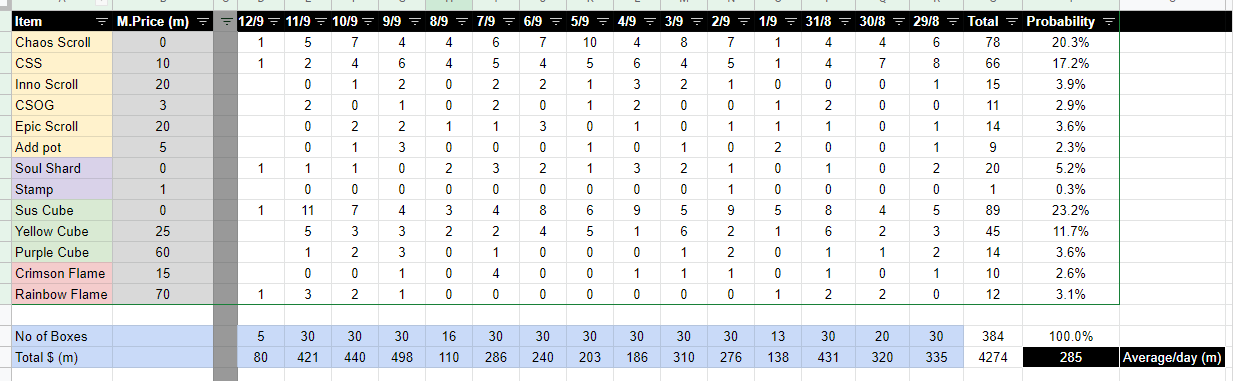 Item M.Price (m) 12/9 11/9 10/9 9/9 8/9 7/9 6/9 5/9 4/9 3/9 2/9 1/9 31/8 30/8 29/8 Total Probability
Chaos Scroll 0 1 5 7 4 4 6 7 10 4 8 7 1 4 4 6 78 20.3%
CSS 10 1 2 4 6 4 5 4 5 6 4 5 1 4 7 8 66 17.2%
Inno Scroll 20 0 1 2 0 2 2 1 3 2 1 0 0 0 1 15 3.9%
CSOG 3 2 0 1 0 2 0 1 2 0 0 1 2 0 0 11 2.9%
Epic Scroll 20 0 2 2 1 1 3 0 1 0 1 1 1 0 1 14 3.6%
Add pot 5 0 1 3 0 0 0 1 0 1 0 2 0 0 1 9 2.3%
Soul Shard 0 1 1 1 0 2 3 2 1 3 2 1 0 1 0 2 20 5.2%
Stamp 1 0 0 0 0 0 0 0 0 0 1 0 0 0 0 1 0.3%
Sus Cube 0 1 11 7 4 3 4 8 6 9 5 9 5 8 4 5 89 23.2%
Yellow Cube 25 5 3 3 2 2 4 5 1 6 2 1 6 2 3 45 11.7%
Purple Cube 60 1 2 3 0 1 0 0 0 1 2 0 1 1 2 14 3.6%
Crimson Flame 15 0 0 1 0 4 0 0 1 1 1 0 1 0 1 10 2.6%
Rainbow Flame 70 1 3 2 1 0 0 0 0 0 0 0 1 2 2 0 12 3.1%
No of Boxes 5 30 30 30 16 30 30 30 30 30 30 13 30 20 30 384 100.0%
Total $ (m) 80 421 440 498 110 286 240 203 186 310 276 138 431 320 335 4274 285 Average/day (m)